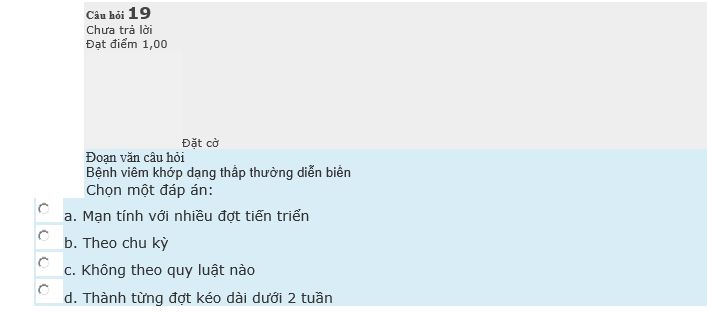 Câu hỏi 19
Chưa trả lời
Đạt điểm 1,00
Đặt cờ
Đoạn văn câu hỏi
Bệnh viêm khớp dạng thấp thường diễn biến
Chọn một đáp án:
a. Mạn tính với nhiều đợt tiến triển
b. Theo chu kỳ
c. Không theo quy luật nào
d. Thành từng đợt kéo dài dưới 2 tuần